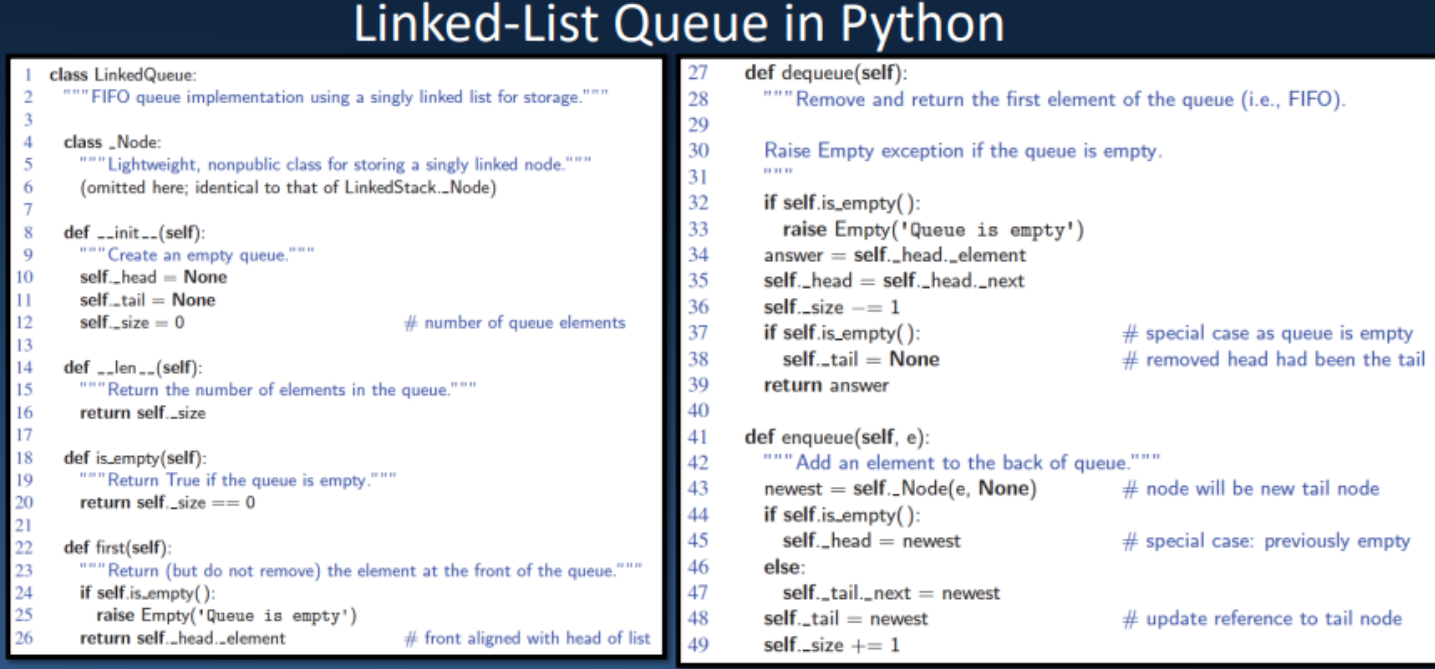 Linked-List Queue in Python
1 class LinkedQueue:
2 """FIFO queue implementation using a singly linked list for storage."""
3
4 class _Node:
5 """Lightweight, nonpublic class for storing a singly linked node."""
6 (omitted here; identical to that of LinkedStack._Node)
7
8 def __init__(self):
9 """Create an empty queue."""
10 self._head = None
11 self._tail = None
12 self._size = 0 # number of queue elements
13
14 def __len__(self):
15 """Return the number of elements in the queue."""
16 return self._size
17
18 def is_empty(self):
19 """Return True if the queue is empty."""
20 return self._size == 0
21
22 def first(self):
23 """Return (but do not remove) the element at the front of the queue."""
24 if self.is_empty():
25 raise Empty('Queue is empty')
26 return self._head._element # front aligned with head of list
27 def dequeue(self):
28 """Remove and return the first element of the queue (i.e., FIFO).
29
30 Raise Empty exception if the queue is empty.
31 """
32 if self.is_empty():
33 raise Empty('Queue is empty')
34 answer = self._head._element
35 self._head = self._head._next
36 self._size −= 1
37 if self.is_empty(): # special case as queue is empty
38 self._tail = None # removed head had been the tail
39 return answer
40
41 def enqueue(self, e):
42 """Add an element to the back of queue."""
43 newest = self._Node(e, None) # node will be new tail node
44 if self.is_empty():
45 self._head = newest # special case: previously empty
46 else:
47 self._tail._next = newest
48 self._tail = newest # update reference to tail node
49 self._size += 1